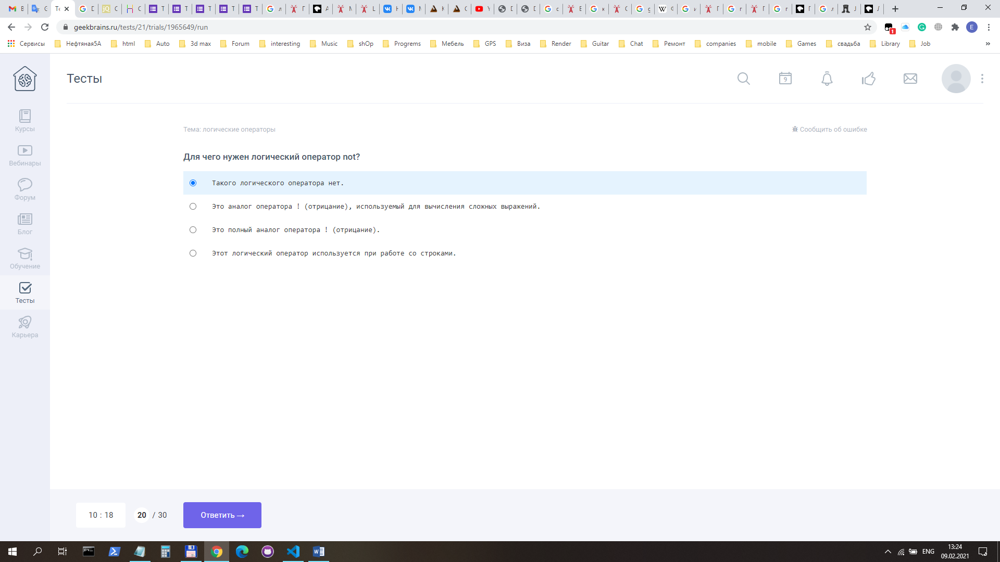 geekbrains.ru/tests/21/trials/1965649/run
1
E
Сервисы Нефтяная5А html Auto 3d max Forum interesting Music shOp Progrems Мебель GPS Виза Render Guitar Chat Ремонт companies mobile Games свадьба Library Job »
Тесты
9
Курсы
Вебинары
Форум
Блог
Обучение
Тесты
Карьера
Тема: логические операторы
Сообщить об ошибке
Для чего нужен логический оператор not?
Такого логического оператора нет.
Это аналог оператора ! (отрицание), используемый для вычисления сложных выражений.
Это полный аналог оператора ! (отрицание).
Этот логический оператор используется при работе со строками.
10 : 18
20 / 30
Ответить →
ENG
13:24
09.02.2021